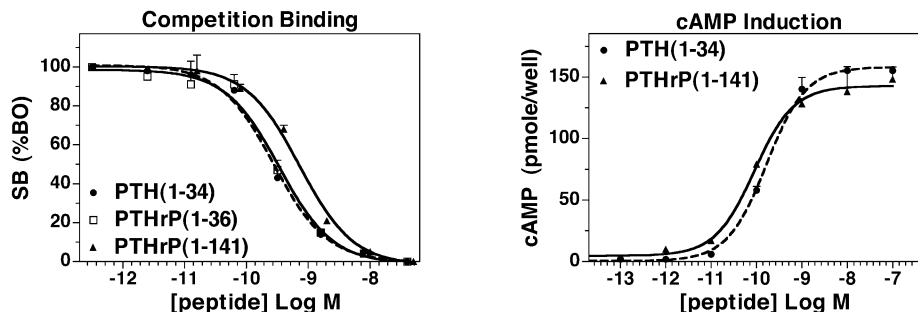 Competition Binding
SB (%BO)
100
80
60
40
20
0
PTH(1-34)
PTHrP(1-36)
PTHrP(1-141)
-12 -11 -10 -9 -8 -7
[peptide] Log M
cAMP Induction
cAMP (pmole/well)
150
100
50
0
PTH(1-34)
PTHrP(1-141)
-13 -12 -11 -10 -9 -8 -7
[peptide] Log M